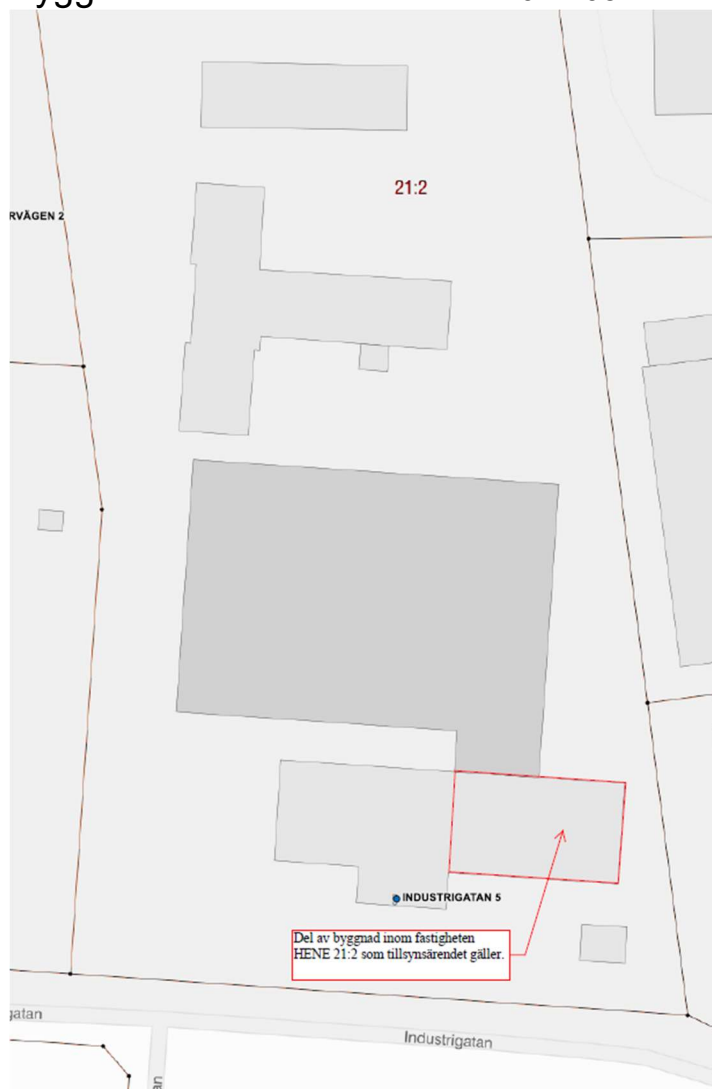 21:2
RVÄGEN 2
INDUSTRIGATAN 5
Del av byggnad inom fastigheten
HENE 21:2 som tillsynsärendet gäller.
gatan
Industrigatan